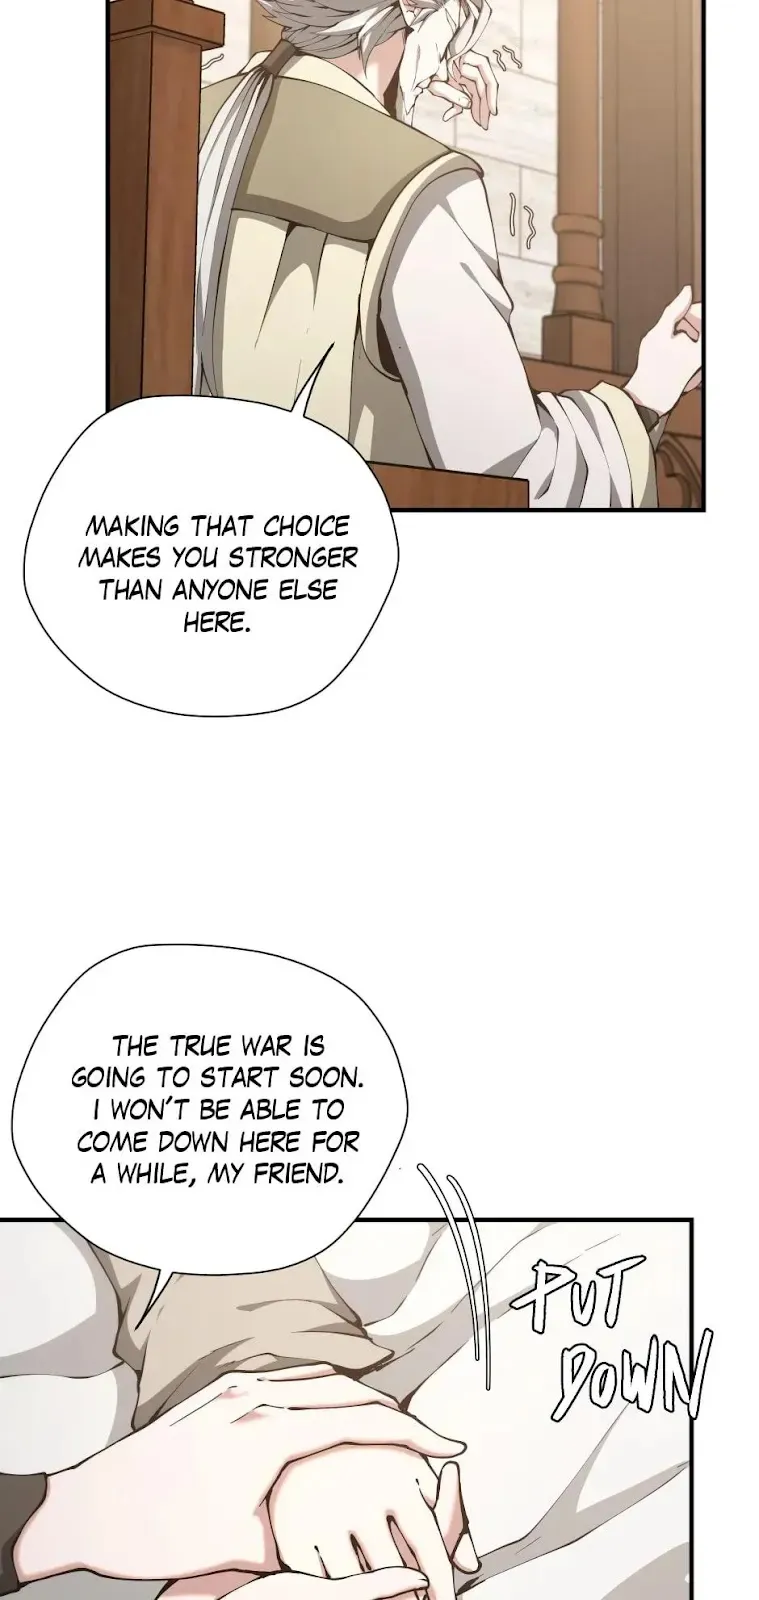 MAKING THAT CHOICE
MAKES YOU STRONGER
THAN ANYONE ELSE
HERE.
THE TRUE WAR IS
GOING TO START SOON.
I WON'T BE ABLE TO
COME DOWN HERE FOR
A WHILE, MY FRIEND.
PUT
DOWN